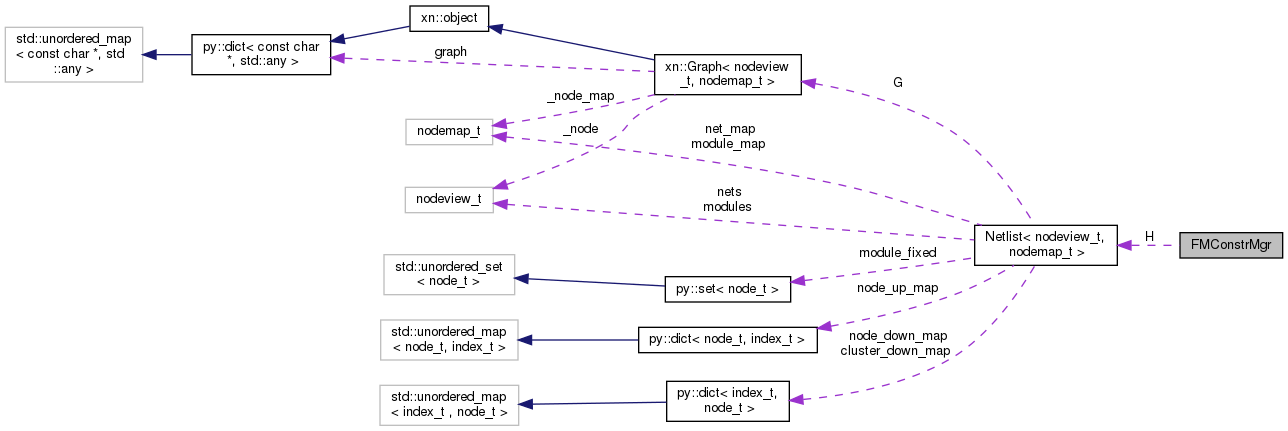 xn::object
std::unordered_map
< const char *, std
::any >
py::dict< const char
*, std::any >
graph
xn::Graph< nodeview
_t, nodemap_t >
G
_node_map
nodemap_t
_node
net_map
module_map
nodeview_t
nets
modules
Netlist< nodeview_t,
nodemap_t >
H
FMConstrMgr
module_fixed
std::unordered_set
< node_t >
py::set< node_t >
node_up_map
std::unordered_map
< node_t, index_t >
py::dict< node_t, index_t >
node_down_map
cluster_down_map
std::unordered_map
< index_t , node_t >
py::dict< index_t,
node_t >